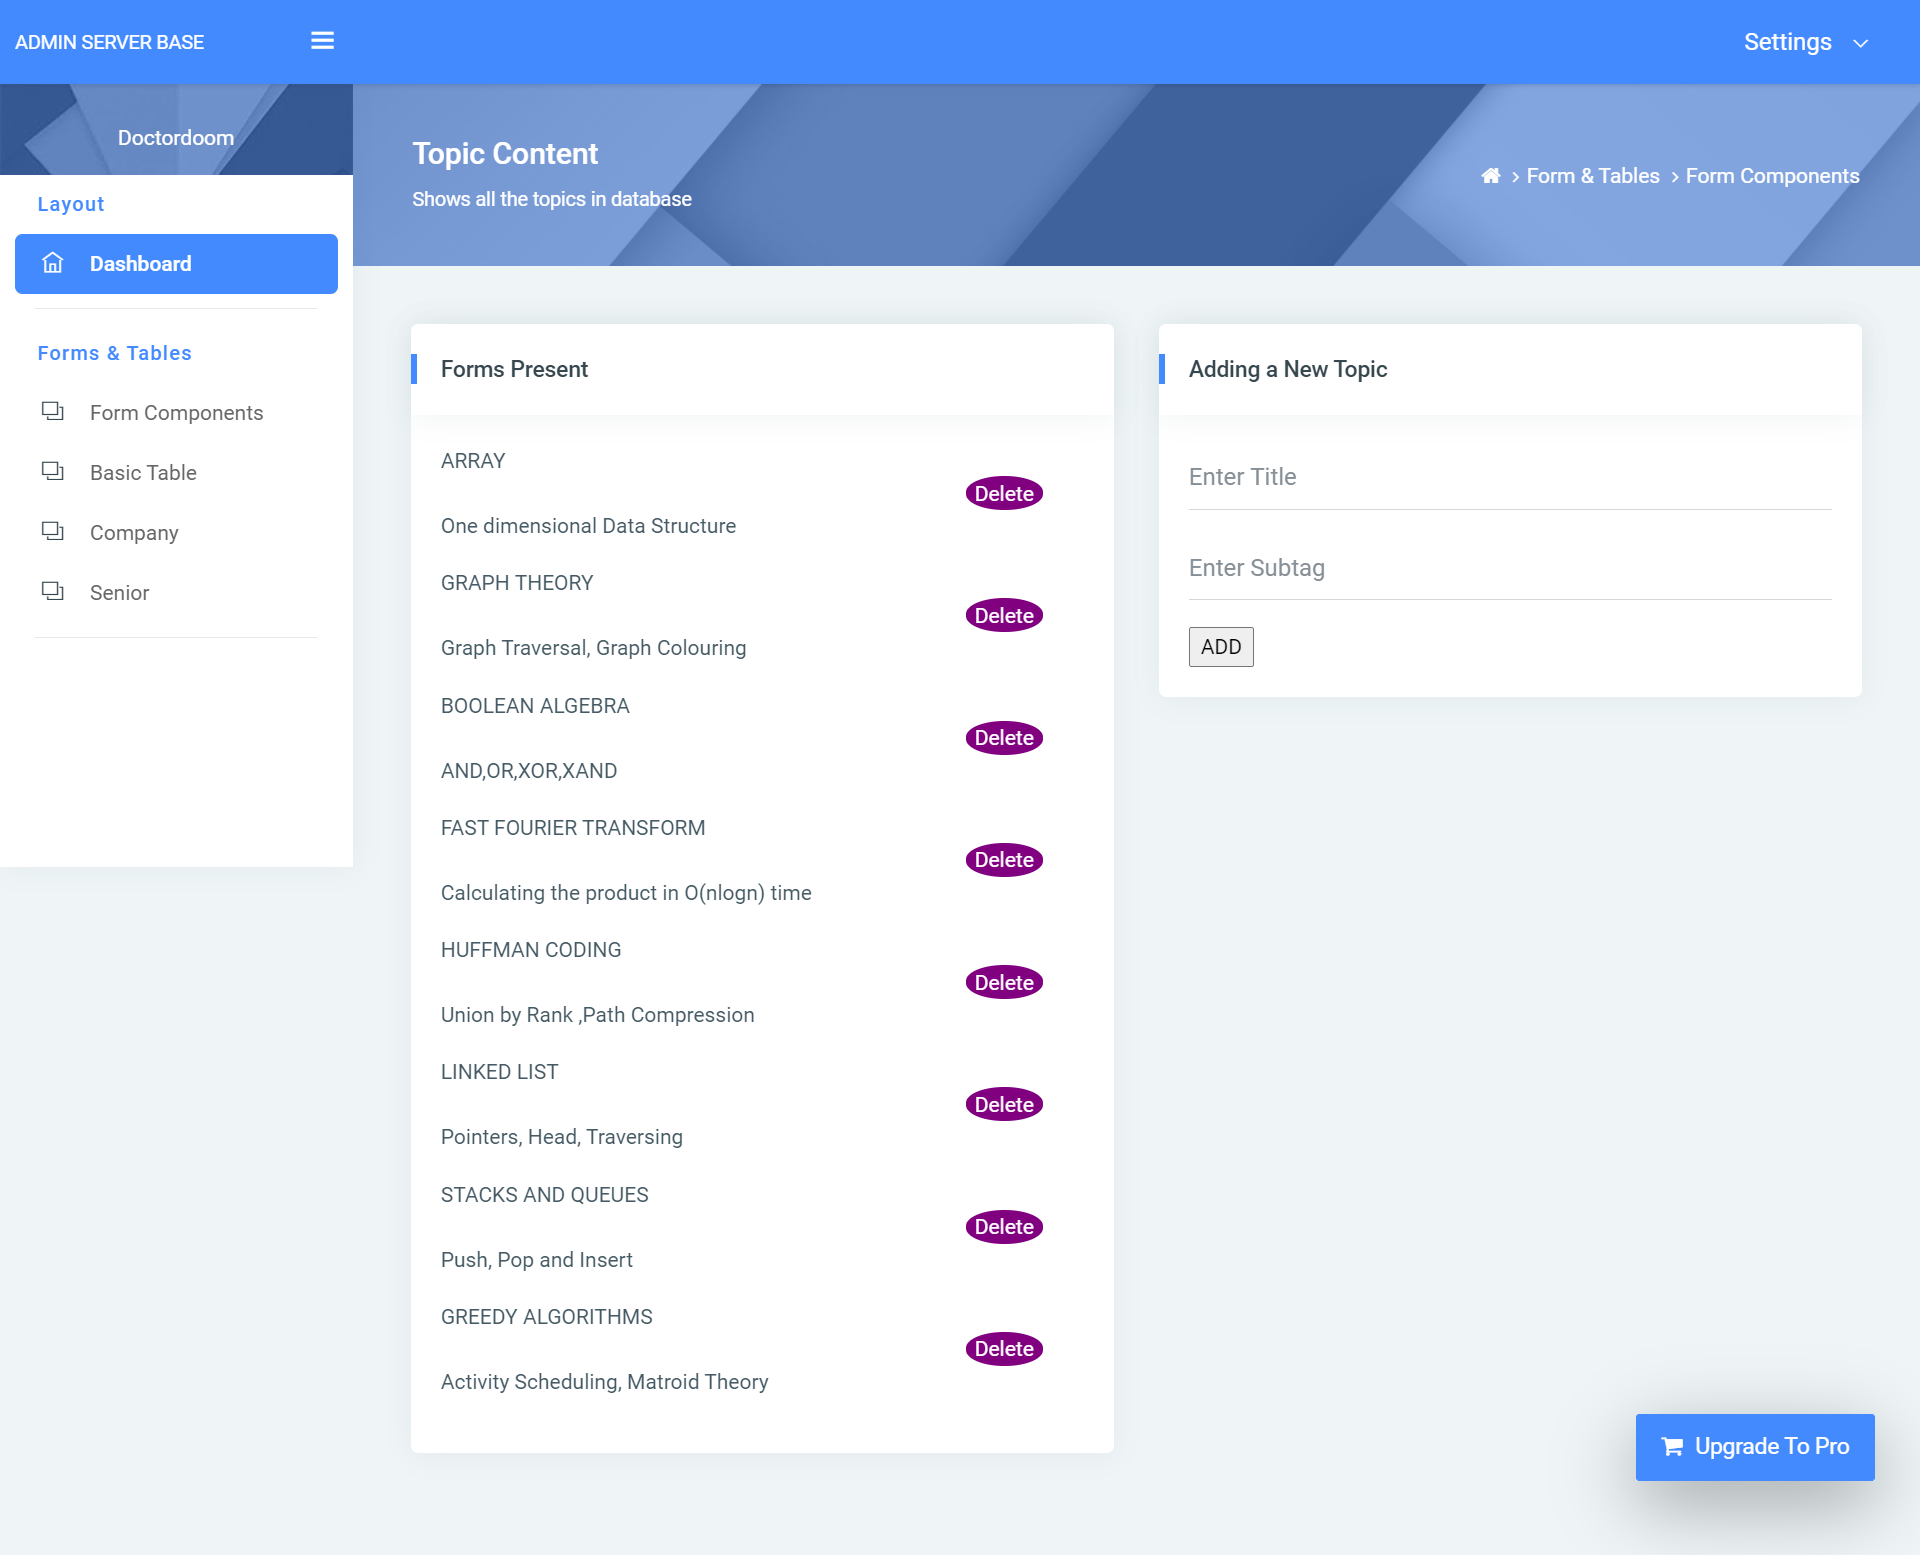 ADMIN SERVER BASE
Settings
Doctordoom
Layout
Dashboard
Forms & Tables
Form Components
Basic Table
Company
Senior
Topic Content
Shows all the topics in database
Form & Tables
Form Components
Forms Present
ARRAY
Delete
One dimensional Data Structure
GRAPH THEORY
Delete
Graph Traversal, Graph Colouring
BOOLEAN ALGEBRA
Delete
AND,OR,XOR,XAND
FAST FOURIER TRANSFORM
Delete
Calculating the product in O(nlogn) time
HUFFMAN CODING
Delete
Union by Rank ,Path Compression
LINKED LIST
Delete
Pointers, Head, Traversing
STACKS AND QUEUES
Delete
Push, Pop and Insert
GREEDY ALGORITHMS
Delete
Activity Scheduling, Matroid Theory
Adding a New Topic
Enter Title
Enter Subtag
ADD
Upgrade To Pro